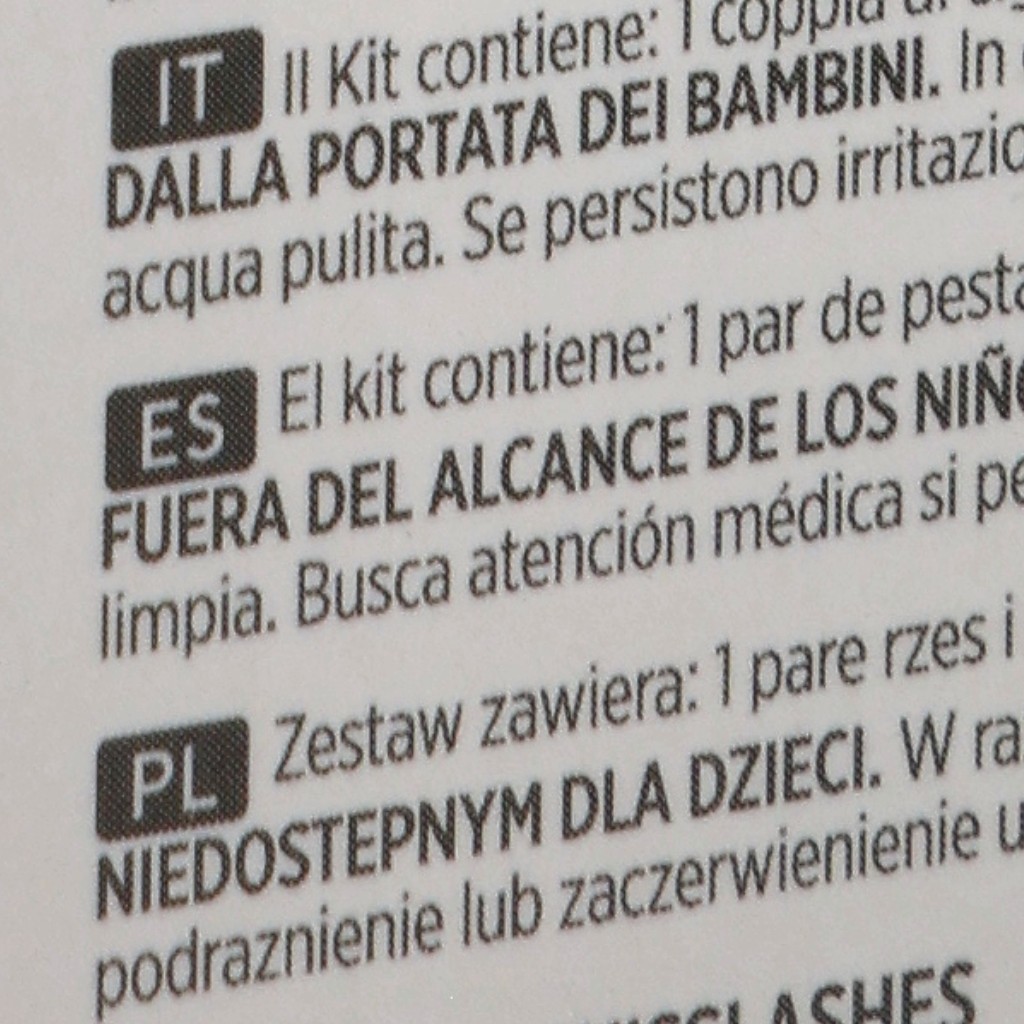 IT Il Kit contiene: 1 coppia
DALLA PORTATA DEI BAMBINI. In
acqua pulita. Se persistono
ES El kit contiene: 1 par de
FUERA DEL ALCANCE DE LOS
limpia. Busca atención médica si
PL Zestaw zawiera: 1 pare rzes i
NIEDOSTEPNYM DLA DZIECI. W
podraznienie lub zaczerwienienie